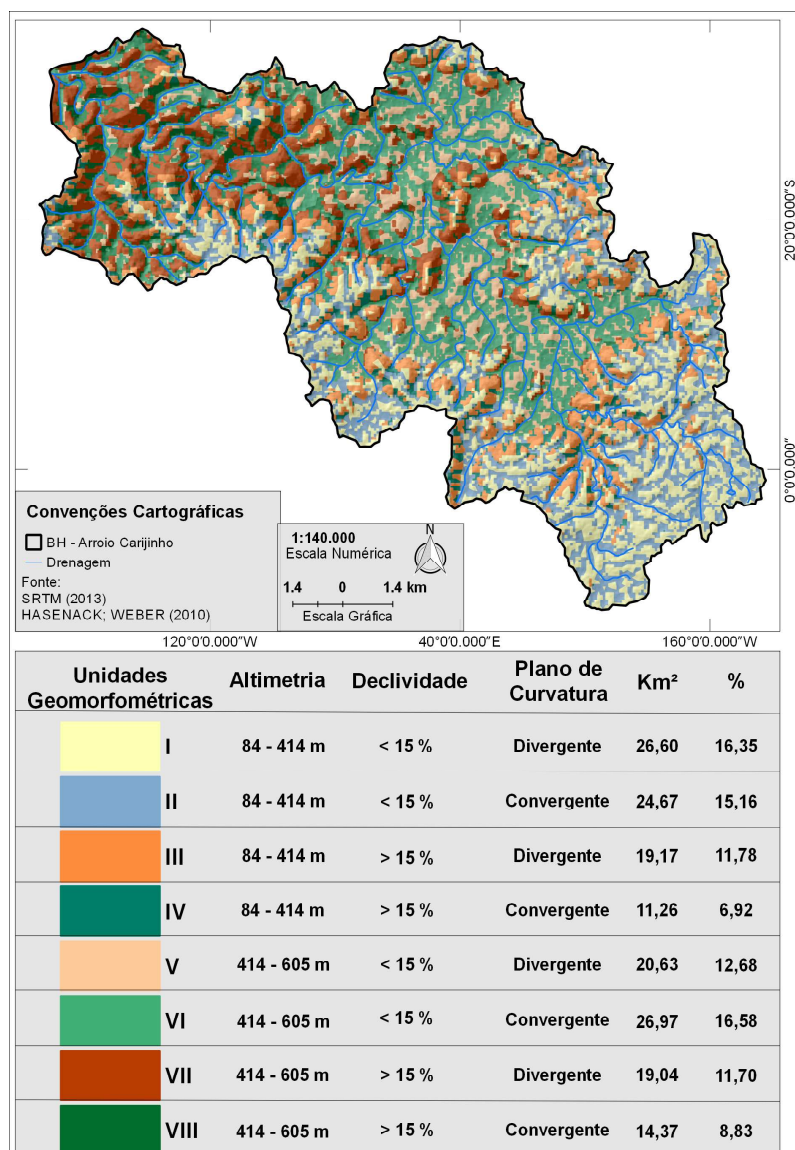 20°0'0.000"S
0°0'0.000"
Convenções Cartográficas
BH - Arroio Carijinho
Drenagem
Fonte:
SRTM (2013)
HASENACK; WEBER (2010)
1:140.000
Escala Numérica
N
1.4 0 1.4 km
Escala Gráfica
120°0'0.000"W 40°0'0.000"E 160°0'0.000"W
Unidades Geomorfométricas Altimetria Declividade Plano de Curvatura Km² %
I 84 - 414 m < 15 % Divergente 26,60 16,35
II 84 - 414 m < 15 % Convergente 24,67 15,16
III 84 - 414 m > 15 % Divergente 19,17 11,78
IV 84 - 414 m > 15 % Convergente 11,26 6,92
V 414 - 605 m < 15 % Divergente 20,63 12,68
VI 414 - 605 m < 15 % Convergente 26,97 16,58
VII 414 - 605 m > 15 % Divergente 19,04 11,70
VIII 414 - 605 m > 15 % Convergente 14,37 8,83